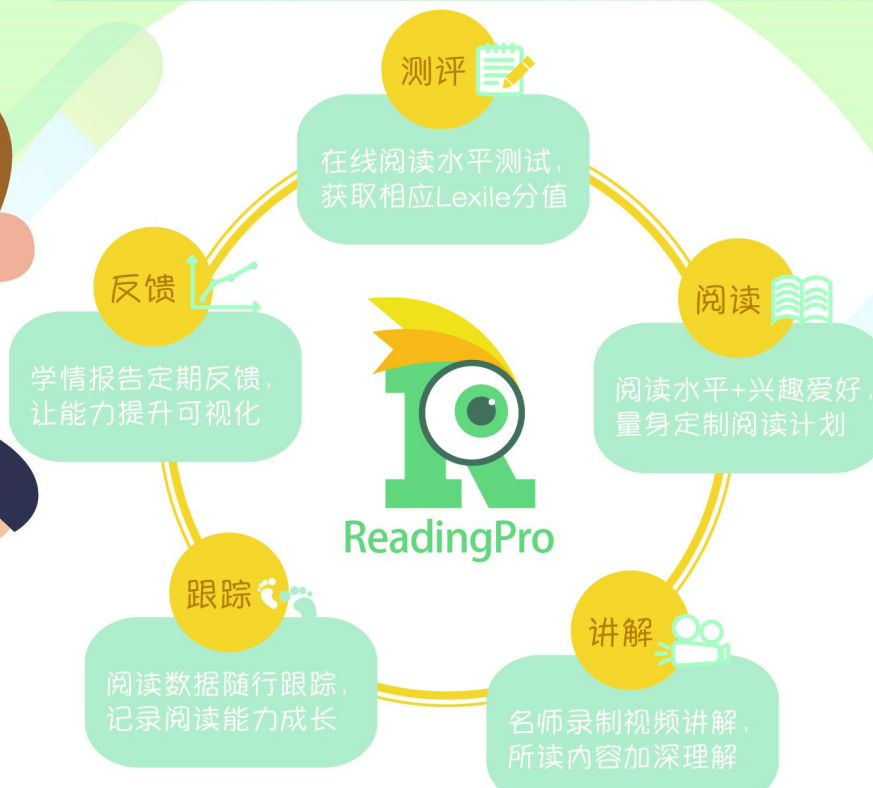 测评
在线阅读水平测试，
获取相应Lexile分值
阅读
阅读水平+兴趣爱好，
量身定制阅读计划
讲解
名师录制视频讲解，
所读内容加深理解
跟踪
阅读数据随行跟踪，
记录阅读能力成长
反馈
学情报告定期反馈，
让能力提升可视化
ReadingPro